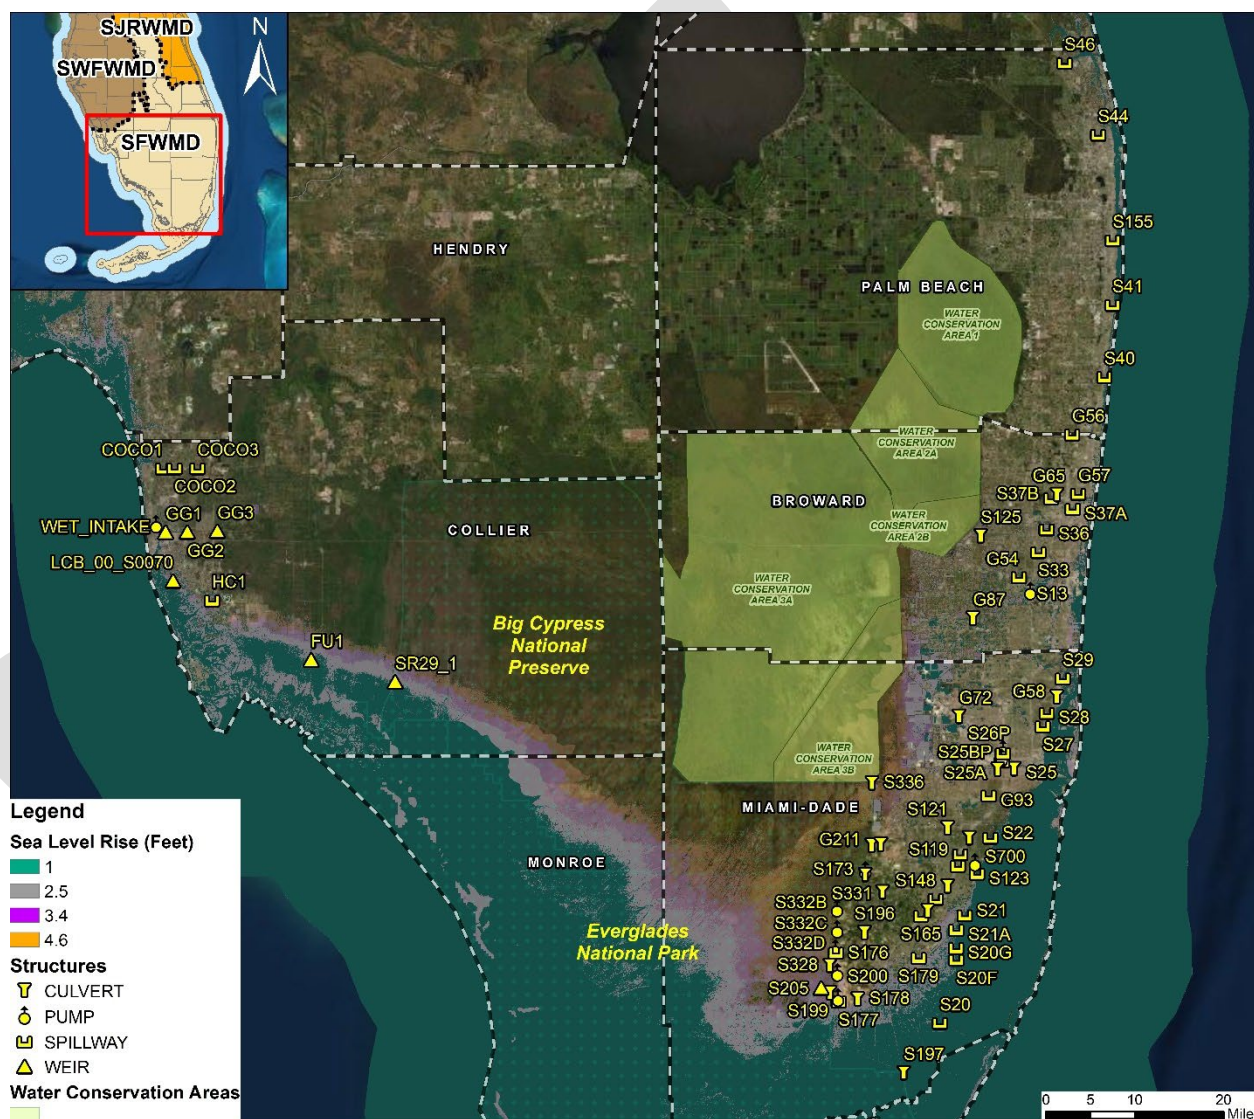 SJRWMD
N
SWFWMD
SFWMD
S46
S44
S155
HENDRY
PALM BEACH
WATER
CONSERVATION
AREA 1
S41
S40
G56
WATER
CONSERVATION
AREA 2A
COCO1
COCO3
COCO2
G65
G57
S37B
BROWARD
S37A
WET_INTAKE
GG1
GG3
COLLIER
WATER
CONSERVATION
AREA 2B
S125
S36
GG2
LCB_00_S0070
S33
G54
HC1
WATER
CONSERVATION
AREA 3A
S13
G87
Big Cypress
National
Preserve
FU1
SR29_1
S29
G58
G72
S28
S26P
S27
S25BP
WATER
CONSERVATION
AREA 3B
S25A
S25
S336
G93
MIAMI-DADE
S121
S22
G211
S119
S700
MONROE
S173
S123
S148
S331
S332B
S196
S21
S332C
S165
S21A
Everglades
National Park
S332D
S176
S20G
S328
S179
S200
S20F
S205
S178
S199
S177
S20
S197
Legend
Sea Level Rise (Feet)
1
2.5
3.4
4.6
Structures
CULVERT
PUMP
SPILLWAY
WEIR
Water Conservation Areas
0 5 10 20
Mile